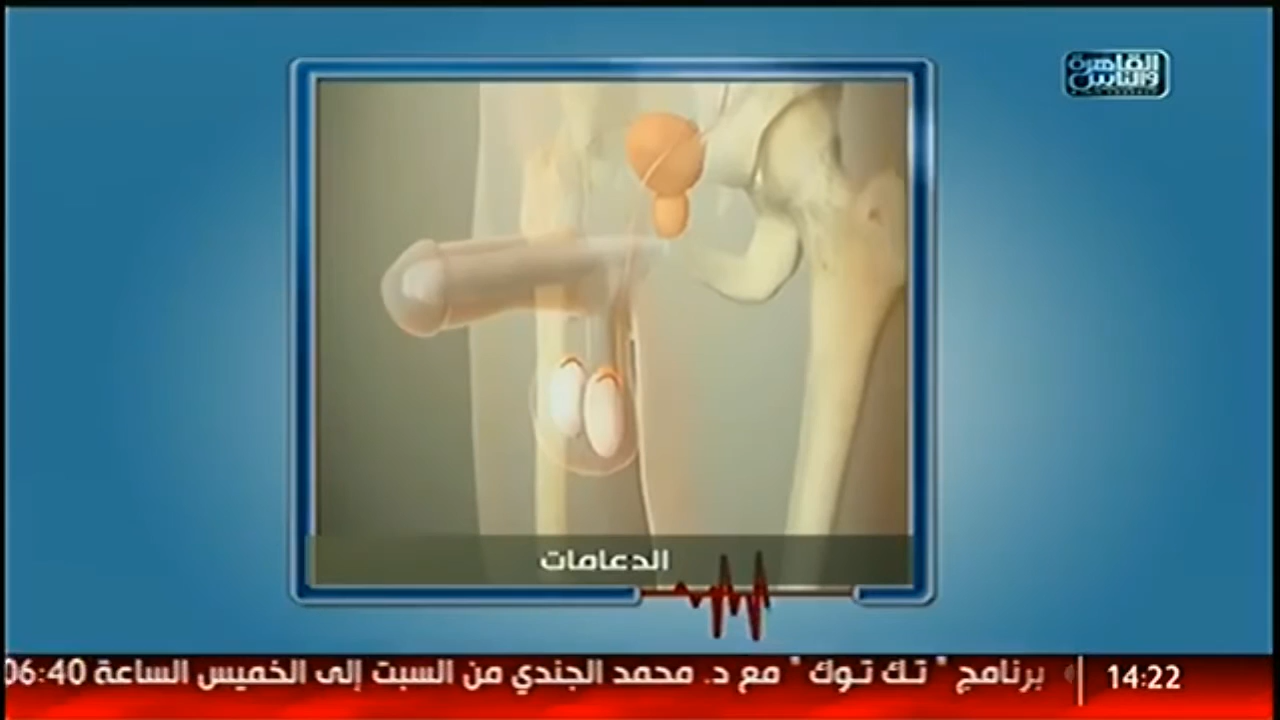 القاهرة
والناس
الدعامات
برنامج " تك توك " مع د. محمد الجندي من السبت إلى الخميس الساعة 06:40
14:22